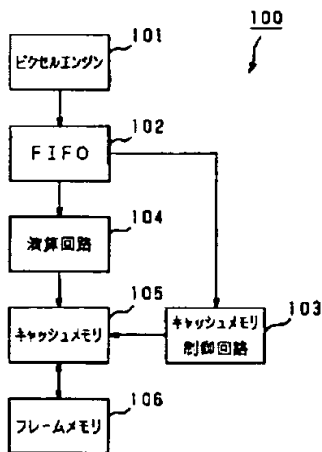 100
101
ピクセルエンジン
102
FIFO
104
演算回路
105
キャッシュメモリ
キャッシュメモリ
制御回路
103
106
フレームメモリ